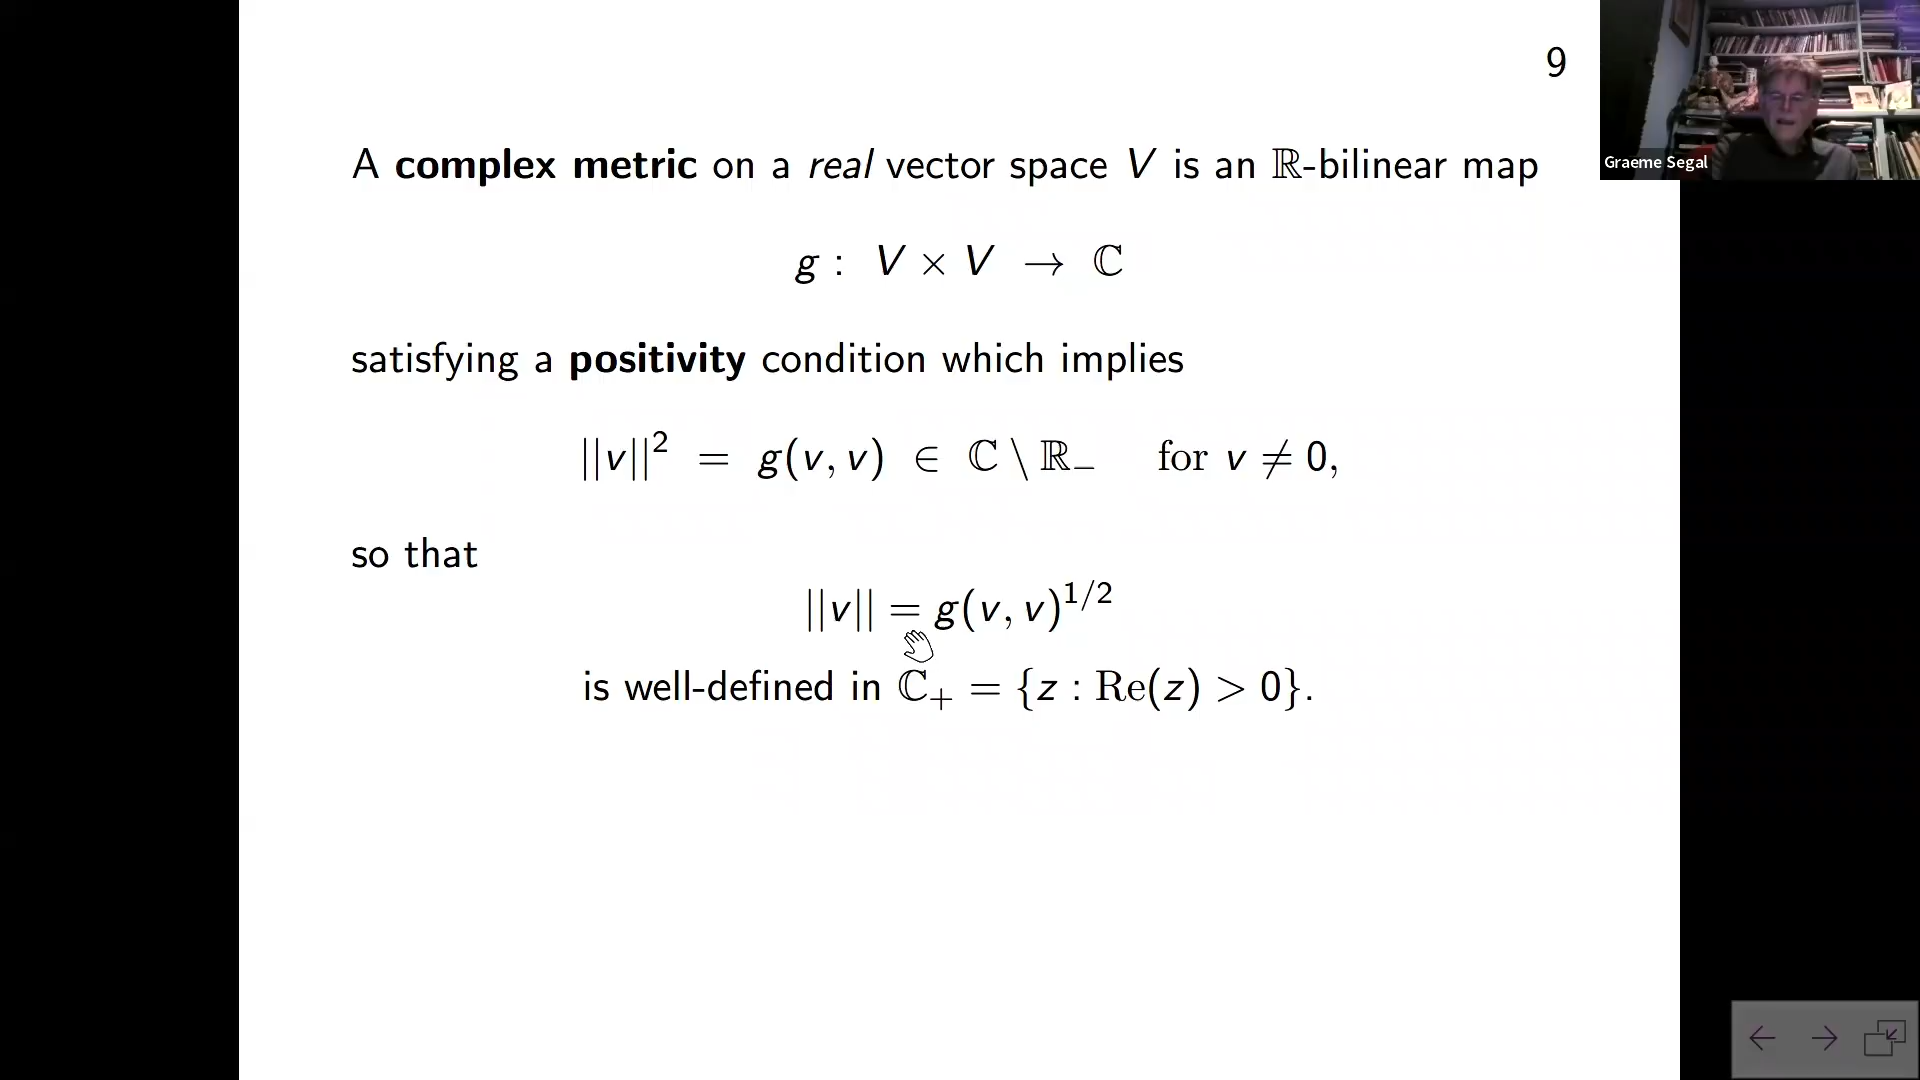 9
Graeme Segal
A complex metric on a real vector space V is an ℝ-bilinear map
g : V × V → ℂ
satisfying a positivity condition which implies
||v||² = g(v, v) ∈ ℂ \ ℝ₋ for v ≠ 0,
so that
||v|| = g(v, v)^{1/2}
is well-defined in ℂ₊ = {z : Re(z) > 0}.